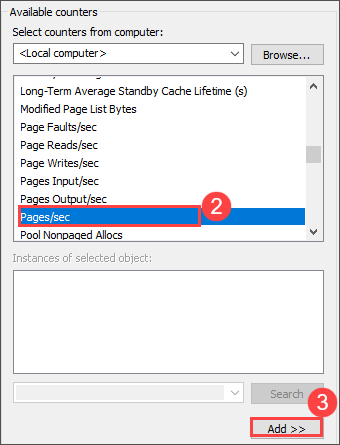 Available counters
Select counters from computer:
<Local computer>
Browse...
Long-Term Average Standby Cache Lifetime (s)
Modified Page List Bytes
Page Faults/sec
Page Reads/sec
Page Writes/sec
Pages Input/sec
Pages Output/sec
Pages/sec
2
Pool Nonpaged Allocs
Instances of selected object:
Search
3
Add >>